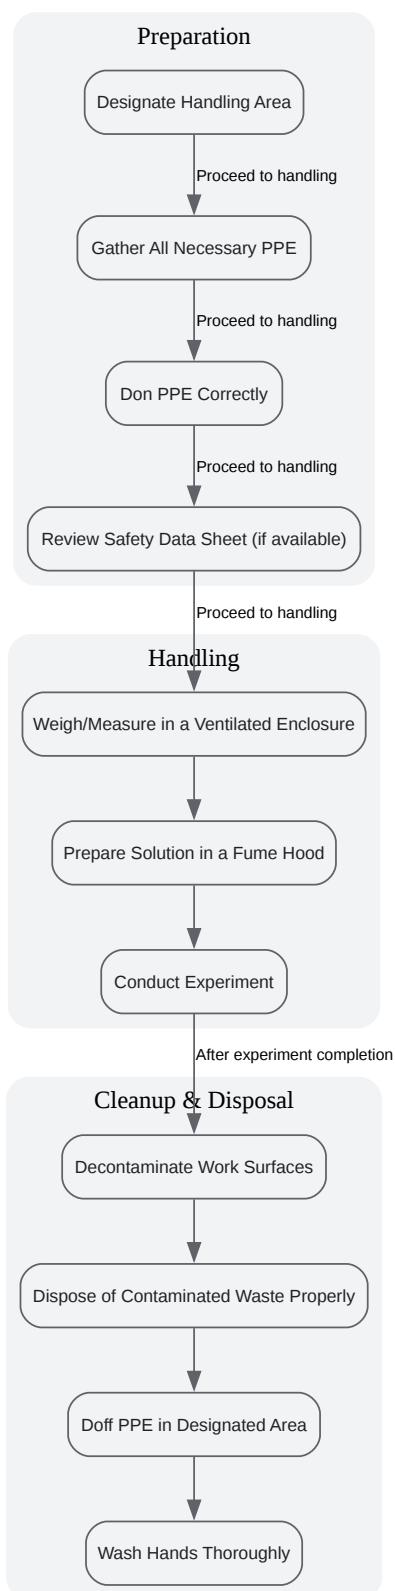 Preparation
Designate Handling Area
Proceed to handling
Gather All Necessary PPE
Proceed to handling
Don PPE Correctly
Proceed to handling
Review Safety Data Sheet (if available)
Proceed to handling
Handling
Weigh/Measure in a Ventilated Enclosure
Prepare Solution in a Fume Hood
Conduct Experiment
After experiment completion
Cleanup & Disposal
Decontaminate Work Surfaces
Dispose of Contaminated Waste Properly
Doff PPE in Designated Area
Wash Hands Thoroughly